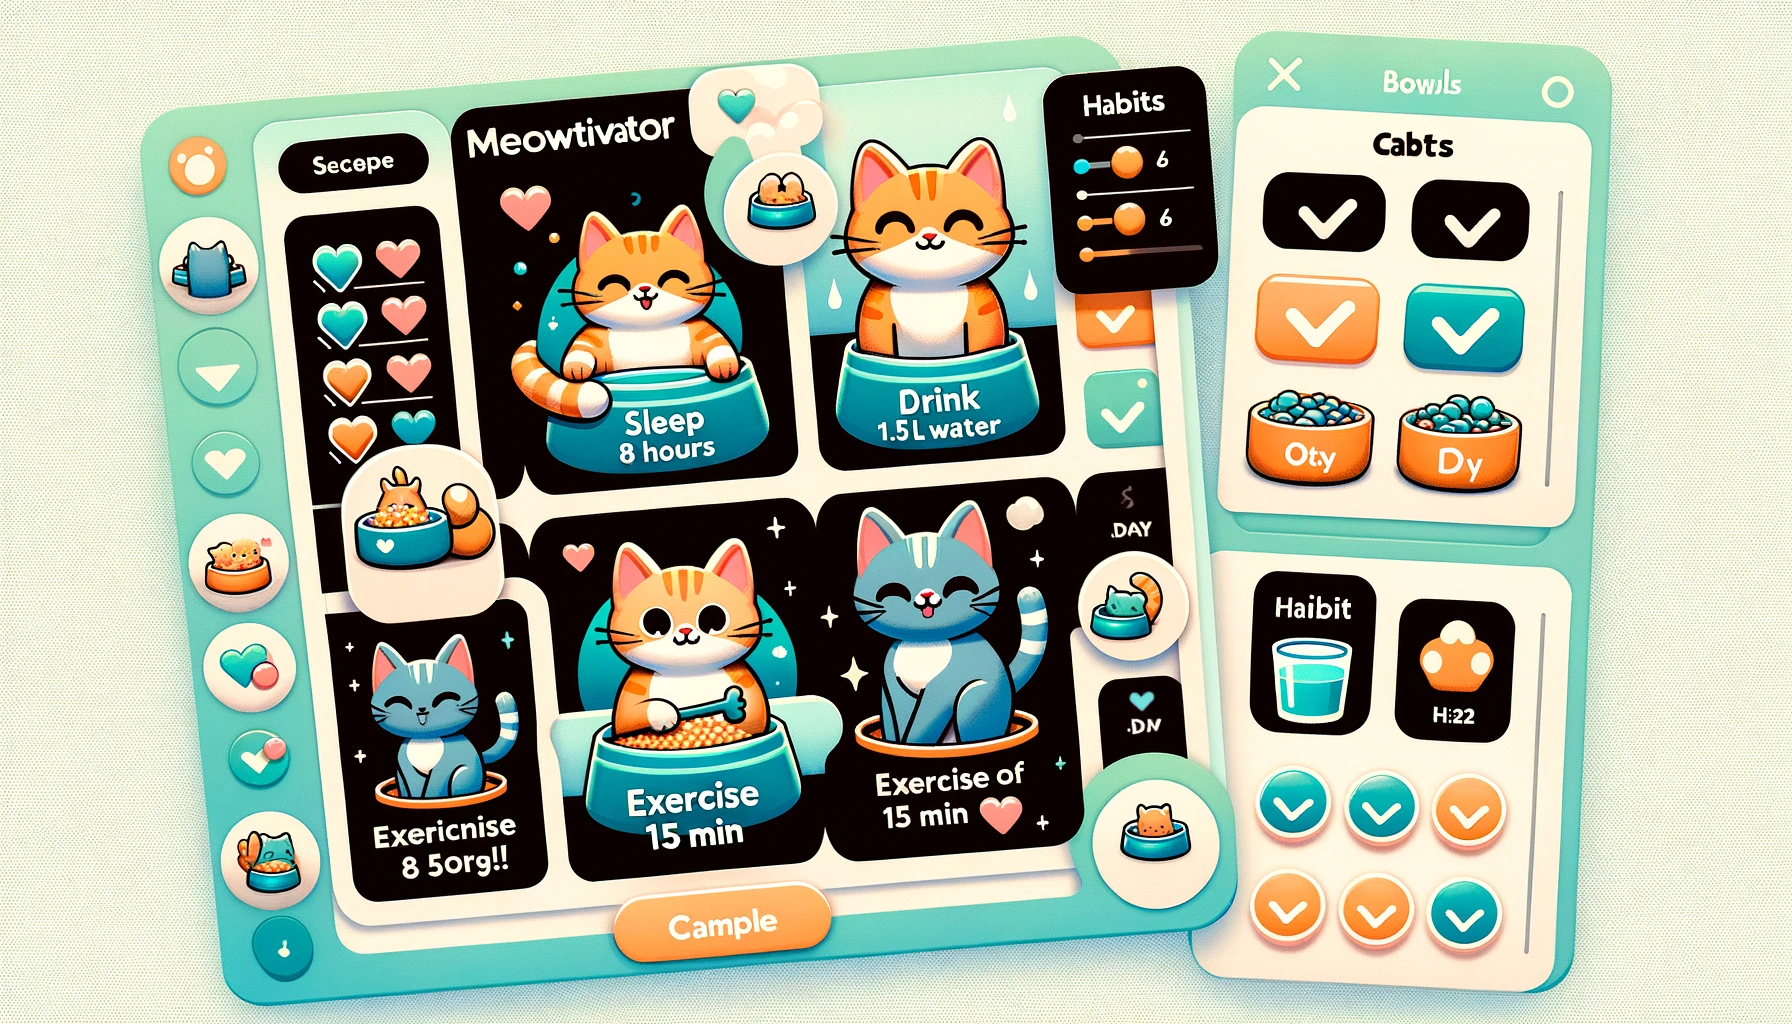 Meowtivator
Secepe
Habits
6
6
Sleep
8 hours
Drink
1.5L water
.DAY
.DN
Exericnise
8 5org!!
Exercise
15 min
Exercise of
15 min
Cample
Bowls
Cabts
Oty
Dy
Haibit
H:22